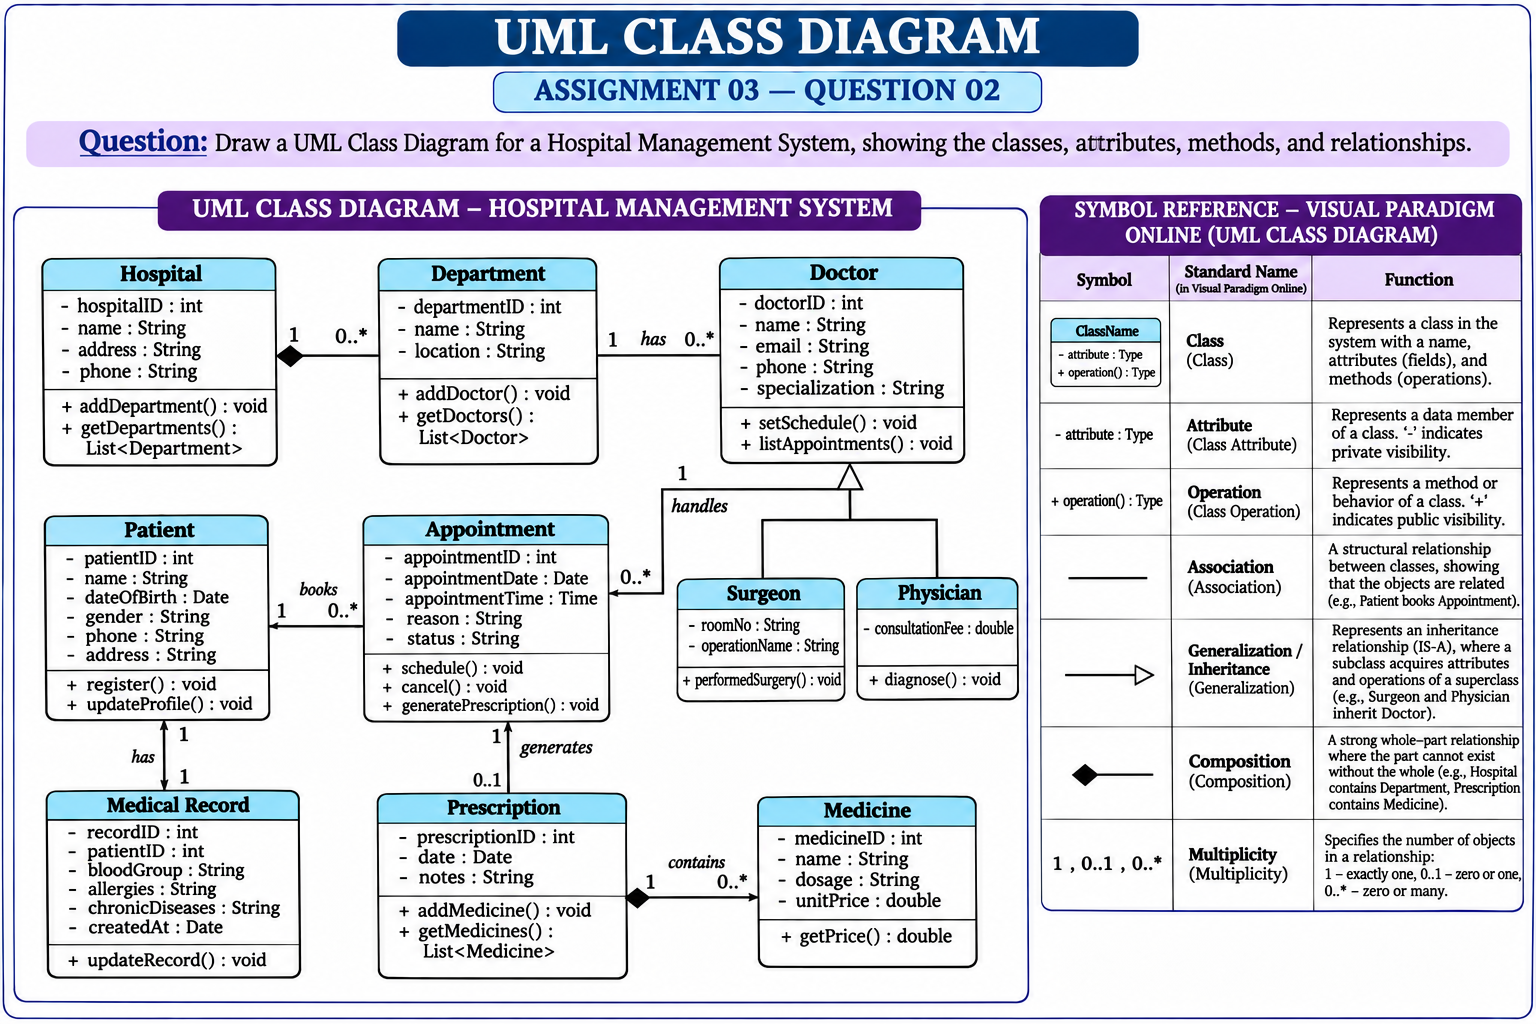 UML CLASS DIAGRAM
ASSIGNMENT 03 — QUESTION 02
Question: Draw a UML Class Diagram for a Hospital Management System, showing the classes, attributes, methods, and relationships.
UML CLASS DIAGRAM – HOSPITAL MANAGEMENT SYSTEM
Hospital
- hospitalID : int
- name : String
- address : String
- phone : String
+ addDepartment() : void
+ getDepartments() :
List<Department>
1
0..*
Department
- departmentID : int
- name : String
- location : String
+ addDoctor() : void
+ getDoctors() :
List<Doctor>
1 has 0..*
Doctor
- doctorID : int
- name : String
- email : String
- phone : String
- specialization : String
+ setSchedule() : void
+ listAppointments() : void
1
handles
0..*
Patient
- patientID : int
- name : String
- dateOfBirth : Date
- gender : String
- phone : String
- address : String
+ register() : void
+ updateProfile() : void
books
1 0..*
Appointment
- appointmentID : int
- appointmentDate : Date
- appointmentTime : Time
- reason : String
- status : String
+ schedule() : void
+ cancel() : void
+ generatePrescription() : void
Surgeon
- roomNo : String
- operationName : String
+ performedSurgery() : void
Physician
- consultationFee : double
+ diagnose() : void
1
has
1
1
generates
0..1
Medical Record
- recordID : int
- patientID : int
- bloodGroup : String
- allergies : String
- chronicDiseases : String
- createdAt : Date
+ updateRecord() : void
Prescription
- prescriptionID : int
- date : Date
- notes : String
+ addMedicine() : void
+ getMedicines() :
List<Medicine>
contains
1 0..*
Medicine
- medicineID : int
- name : String
- dosage : String
- unitPrice : double
+ getPrice() : double
SYMBOL REFERENCE – VISUAL PARADIGM
ONLINE (UML CLASS DIAGRAM)
Symbol
Standard Name
(in Visual Paradigm Online)
Function
ClassName
- attribute : Type
+ operation() : Type
Class
(Class)
Represents a class in the
system with a name,
attributes (fields), and
methods (operations).
- attribute : Type
Attribute
(Class Attribute)
Represents a data member
of a class. ‘-’ indicates
private visibility.
+ operation() : Type
Operation
(Class Operation)
Represents a method or
behavior of a class. ‘+’
indicates public visibility.
Association
(Association)
A structural relationship
between classes, showing
that the objects are related
(e.g., Patient books Appointment).
Generalization /
Inheritance
(Generalization)
Represents an inheritance
relationship (IS-A), where a
subclass acquires attributes
and operations of a superclass
(e.g., Surgeon and Physician
inherit Doctor).
Composition
(Composition)
A strong whole–part relationship
where the part cannot exist
without the whole (e.g., Hospital
contains Department, Prescription
contains Medicine).
1 , 0..1 , 0..*
Multiplicity
(Multiplicity)
Specifies the number of objects
in a relationship:
1 – exactly one, 0..1 – zero or one,
0..* – zero or many.